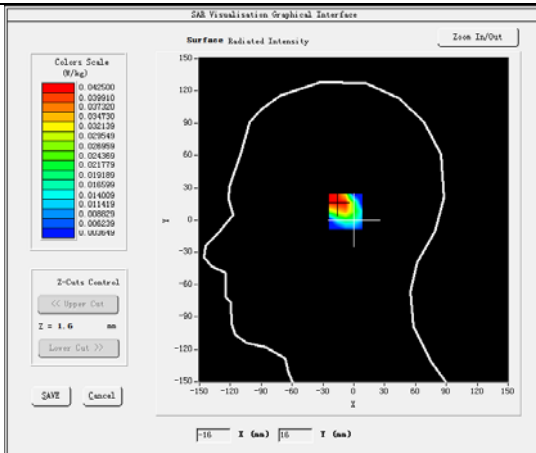 SAR Visualisation Graphical Interface
Surface Radiated Intensity
Zoom In/Out
Colors Scale
(W/kg)
0.042500
0.039910
0.037320
0.034730
0.032139
0.029549
0.026959
0.024369
0.021779
0.019189
0.016599
0.014009
0.011419
0.008829
0.006239
0.003649
150
120
90
60
30
0
-30
-60
-90
-120
-150
Y
-150 -120 -90 -60 -30 0 30 60 90 120 150
X
Z-Cuts Control
<< Upper Cut
Z = 1.6 mm
Lower Cut >>
SAVE Cancel
-16 X (mm) 16 Y (mm)